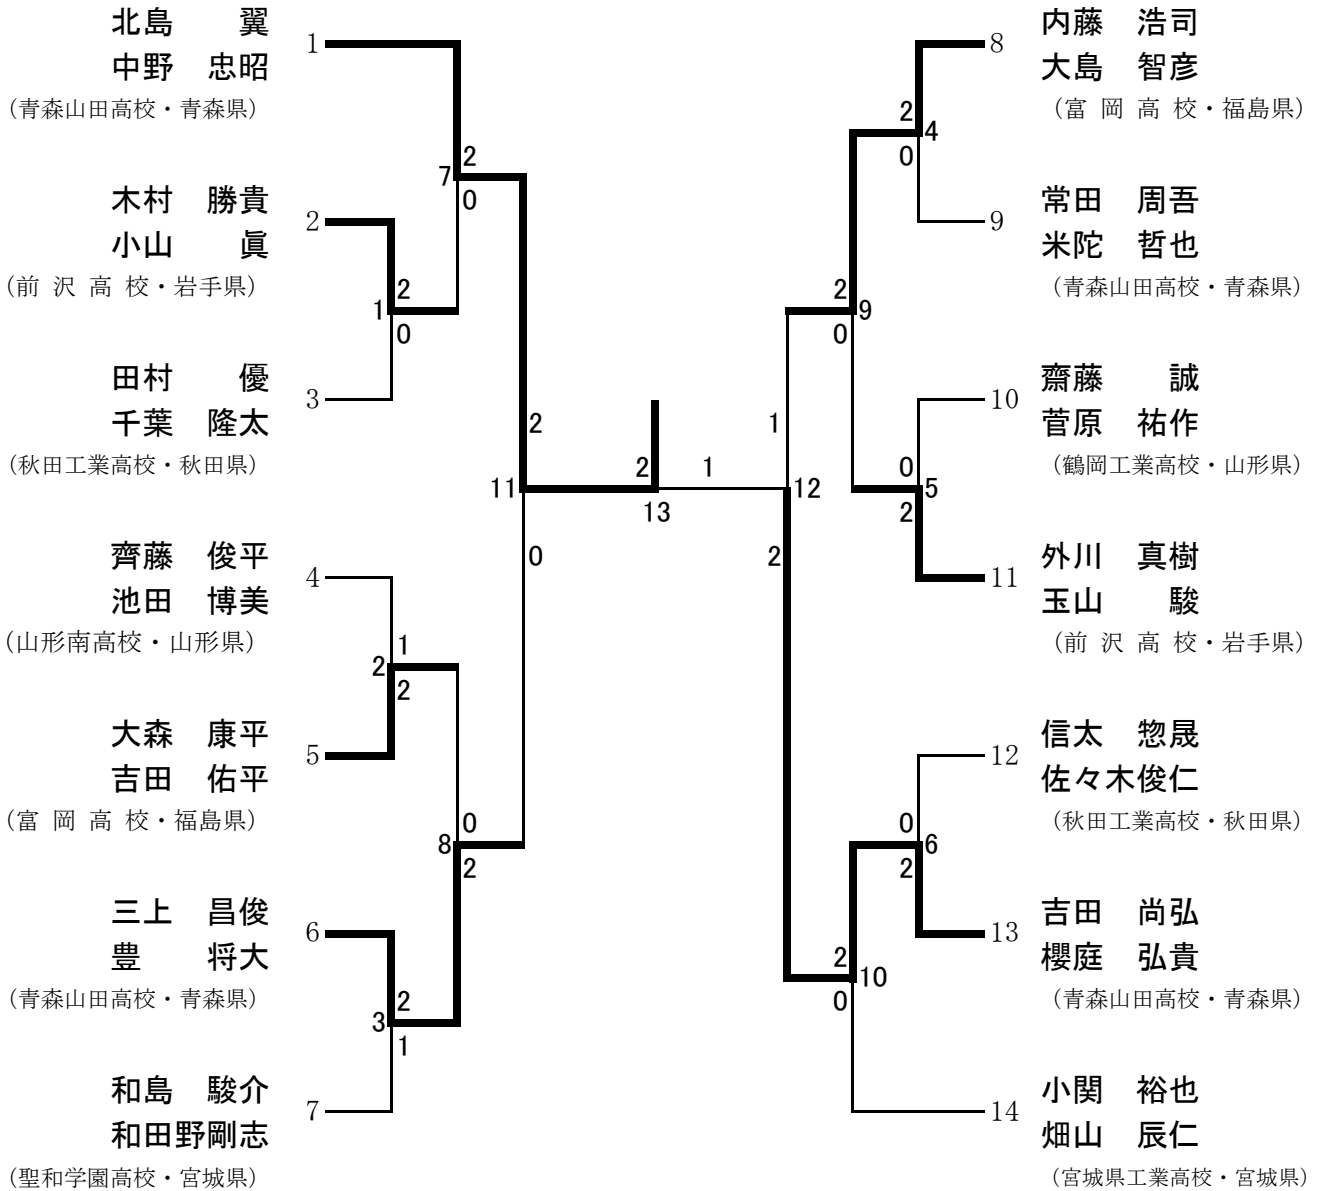 北島　　翼
中野　忠昭
（青森山田高校・青森県）
1
木村　勝貴
小山　　眞
（前 沢 高 校・岩手県）
2
田村　　優
千葉　隆太
（秋田工業高校・秋田県）
3
齊藤　俊平
池田　博美
（山形南高校・山形県）
4
大森　康平
吉田　佑平
（富 岡 高 校・福島県）
5
三上　昌俊
豊　　将大
（青森山田高校・青森県）
6
和島　駿介
和田野剛志
（聖和学園高校・宮城県）
7
2
7
0
2
1
0
1
2
2
0
8
2
2
3
1
2
11
0
2
1
13
1
12
2
2
4
0
2
9
0
0
5
2
0
6
2
2
10
0
内藤　浩司
8
大島　智彦
（富 岡 高 校・福島県）
常田　周吾
9
米陀　哲也
（青森山田高校・青森県）
齋藤　　誠
10
菅原　祐作
（鶴岡工業高校・山形県）
外川　真樹
11
玉山　　駿
（前 沢 高 校・岩手県）
信太　惣晟
12
佐々木俊仁
（秋田工業高校・秋田県）
吉田　尚弘
13
櫻庭　弘貴
（青森山田高校・青森県）
小関　裕也
14
畑山　辰仁
（宮城県工業高校・宮城県）